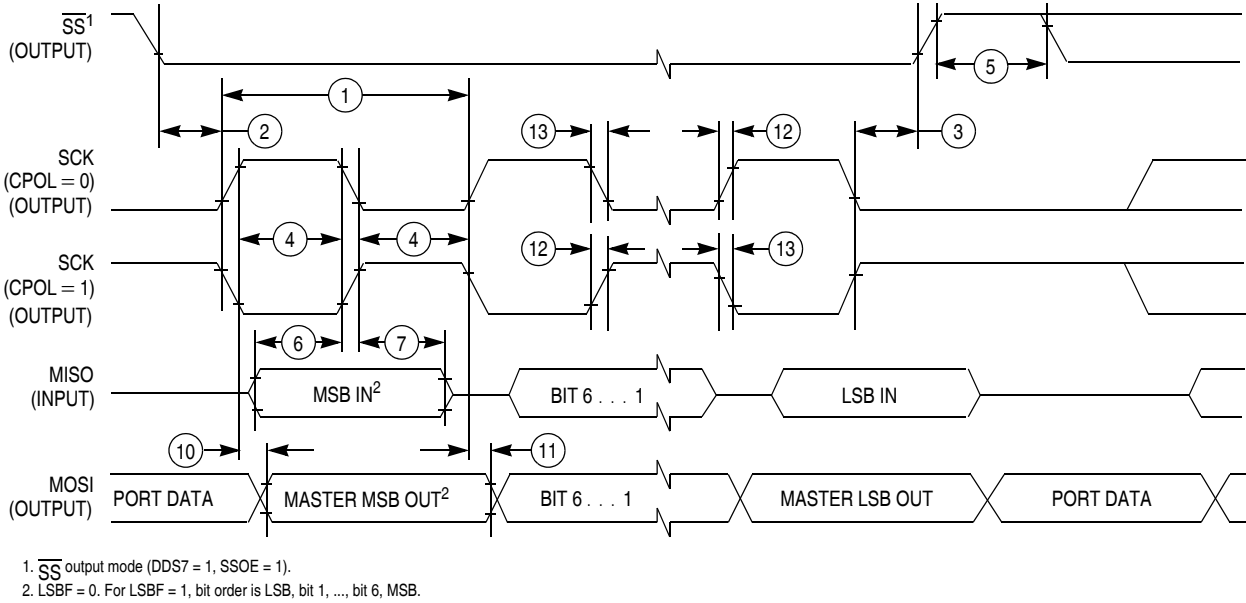 SS1
(OUTPUT)
5
1
2
13
12
3
SCK
(CPOL = 0)
(OUTPUT)
4
4
12
13
SCK
(CPOL = 1)
(OUTPUT)
6
7
MISO
(INPUT)
MSB IN2
BIT 6 . . . 1
LSB IN
10
11
MOSI
(OUTPUT)
PORT DATA
MASTER MSB OUT2
BIT 6 . . . 1
MASTER LSB OUT
PORT DATA
1. SS output mode (DDS7 = 1, SSOE = 1).
2. LSBF = 0. For LSBF = 1, bit order is LSB, bit 1, ..., bit 6, MSB.